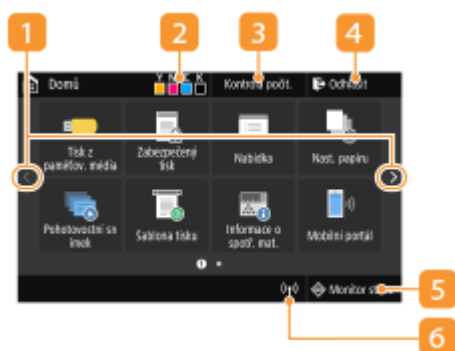 1 2 3 4
Domů Y M C K Kontrola počt. Odhlásit
Tisk z
paměťov. média
Zabezpečený
tisk
Nabídka
Nast. papíru
Pohotovostní sn
ímek
Šablona tisku
Informace o
spotř. mat.
Mobilní portál
1
Monitor st
5
6